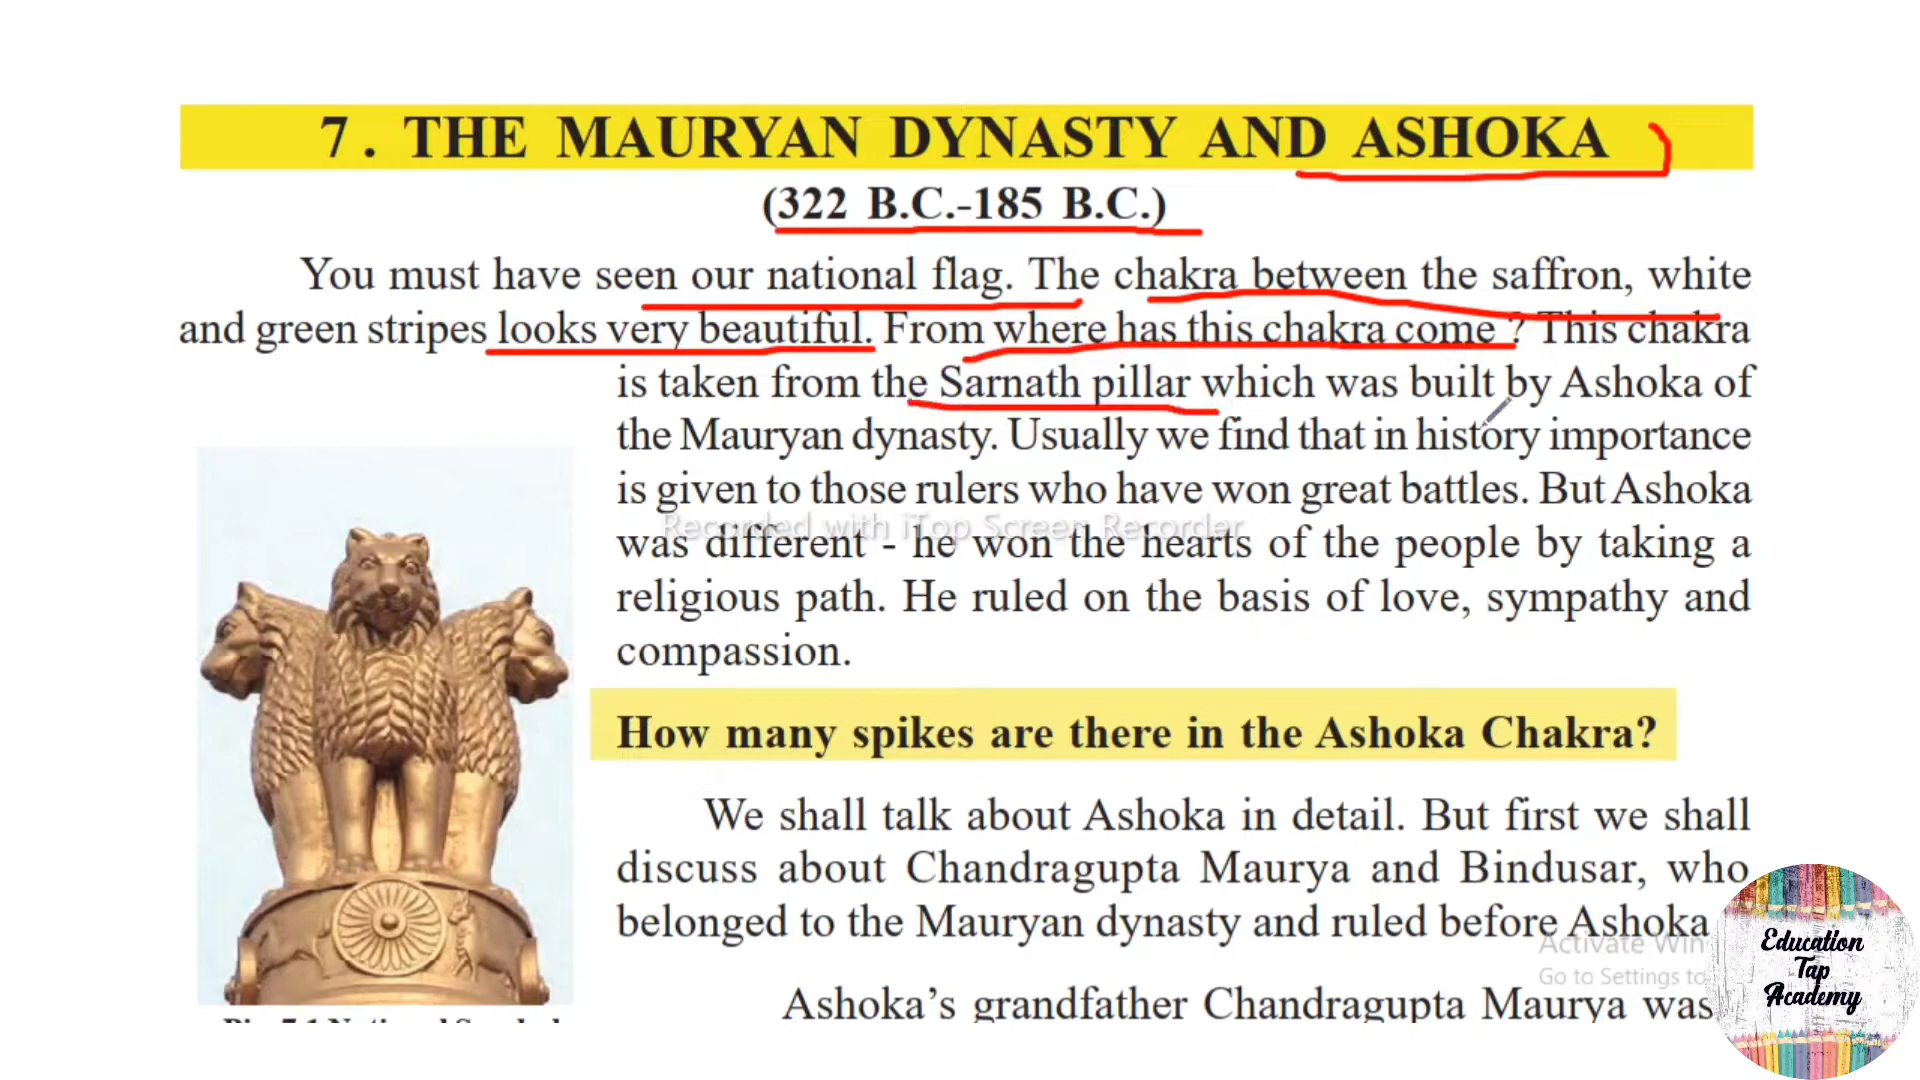 7 . THE MAURYAN DYNASTY AND ASHOKA
(322 B.C.-185 B.C.)
You must have seen our national flag. The chakra between the saffron, white
and green stripes looks very beautiful. From where has this chakra come ? This chakra
is taken from the Sarnath pillar which was built by Ashoka of
the Mauryan dynasty. Usually we find that in history importance
is given to those rulers who have won great battles. But Ashoka
Recorded with iTop Screen Recorder
was different - he won the hearts of the people by taking a
religious path. He ruled on the basis of love, sympathy and
compassion.
How many spikes are there in the Ashoka Chakra?
We shall talk about Ashoka in detail. But first we shall
discuss about Chandragupta Maurya and Bindusar, who
belonged to the Mauryan dynasty and ruled before Ashoka
Activate Win
Go to Settings to
Ashoka’s grandfather Chandragupta Maurya was
Education
Tap
Academy